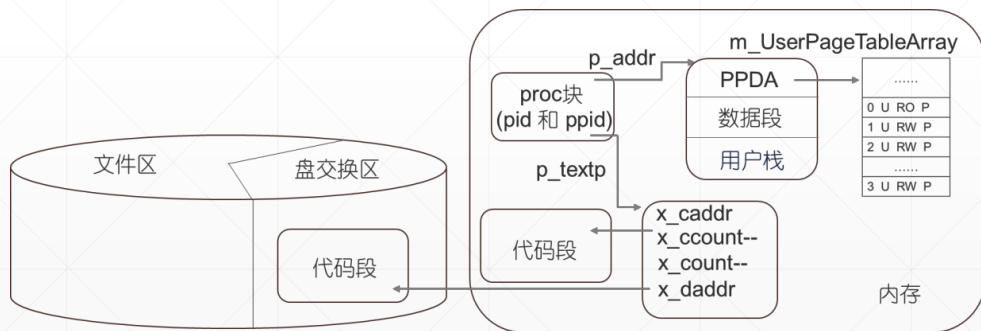 文件区
盘交换区
代码段
proc块
(pid 和 ppid)
p_addr
p_textp
PPDA
数据段
用户栈
m_UserPageTableArray
......
0 U RO P
1 U RW P
2 U RW P
......
3 U RW P
代码段
x_caddr
x_ccount--
x_count--
x_daddr
内存